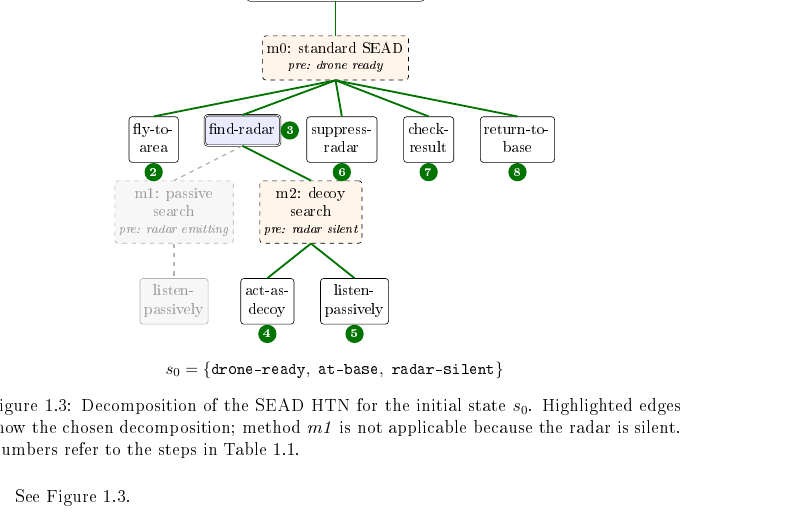 m0: standard SEAD
pre: drone ready
fly-to-
area
find-radar
3
suppress-
radar
check-
result
return-to-
base
2
6
7
8
m1: passive
search
pre: radar emitting
m2: decoy
search
pre: radar silent
listen-
passively
act-as-
decoy
listen-
passively
4
5
s₀ = {drone-ready, at-base, radar-silent}
igure 1.3: Decomposition of the SEAD HTN for the initial state s₀. Highlighted edges
how the chosen decomposition; method m1 is not applicable because the radar is silent.
umbers refer to the steps in Table 1.1.
See Figure 1.3.